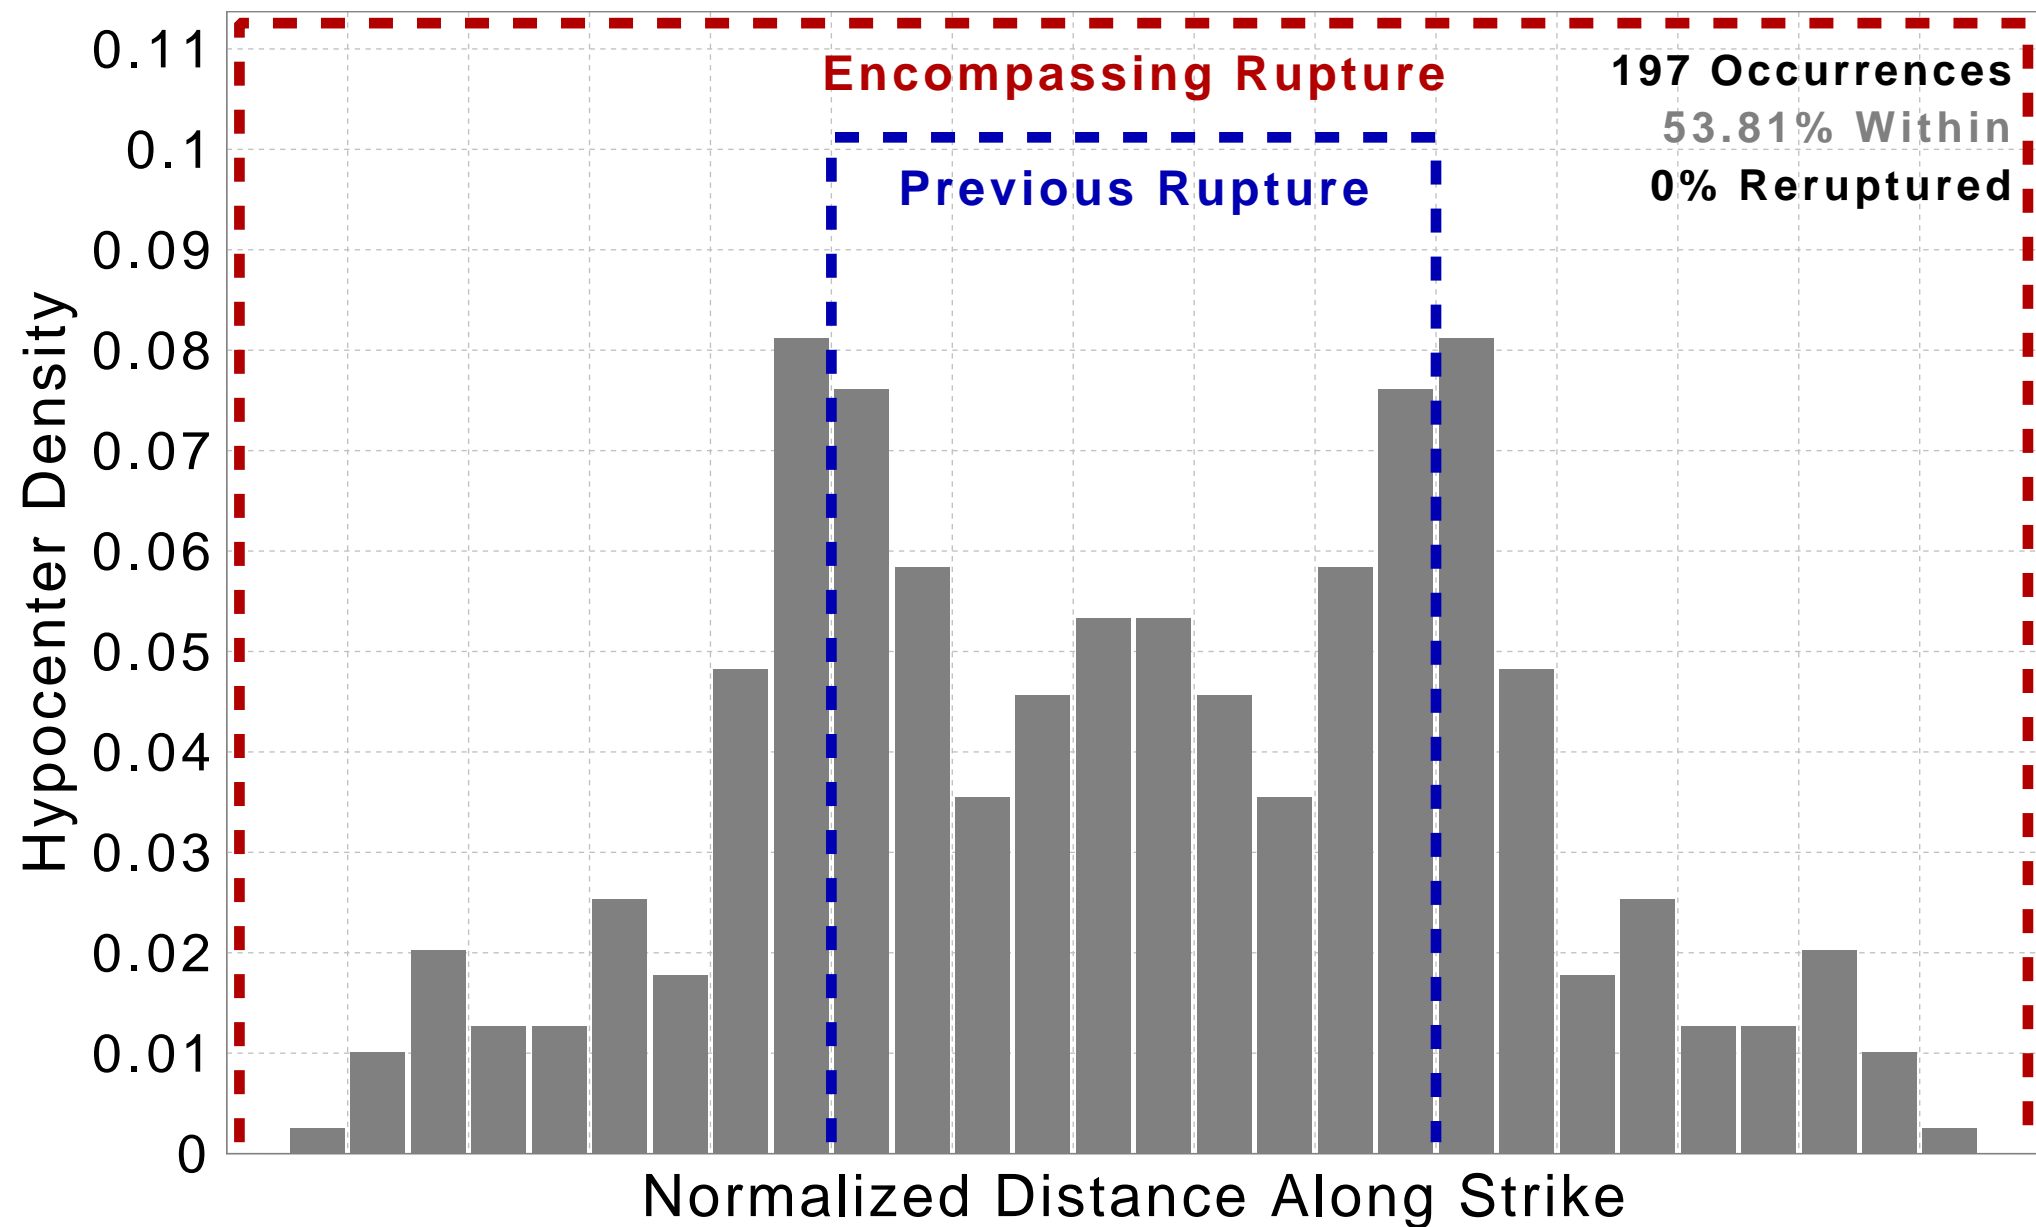 Encompassing Rupture
197 Occurrences
53.81% Within
Previous Rupture
0% Reruptured
Hypocenter Density
0.11
0.1
0.09
0.08
0.07
0.06
0.05
0.04
0.03
0.02
0.01
0
Normalized Distance Along Strike